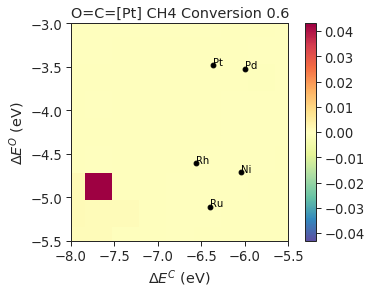 O=C=[Pt] CH4 Conversion 0.6
−3.0
−3.5
−4.0
−4.5
−5.0
−5.5
ΔE^O (eV)
Pt
Pd
Rh
Ni
Ru
−8.0 −7.5 −7.0 −6.5 −6.0 −5.5
ΔE^C (eV)
0.04
0.03
0.02
0.01
0.00
−0.01
−0.02
−0.03
−0.04